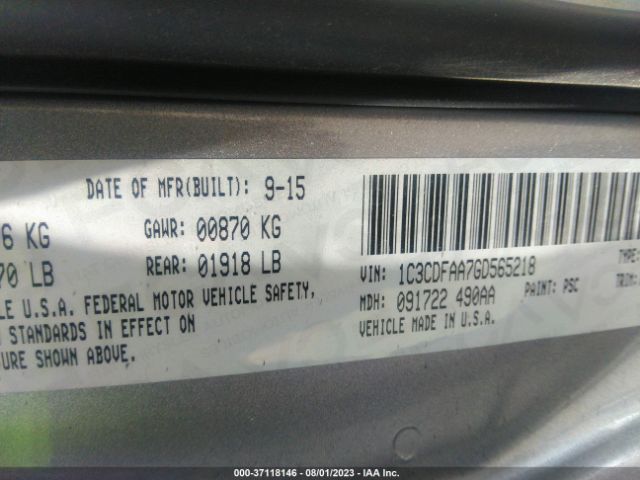 DATE OF MFR(BUILT): 9-15
6 KG GAWR: 00870 KG
70 LB REAR: 01918 LB
LE U.S.A. FEDERAL MOTOR VEHICLE SAFETY,
STANDARDS IN EFFECT ON
URE SHOWN ABOVE.
VIN: 1C3CDFAA7GD565218 TYPE:
MDH: 091722 490AA PAINT: PSC TRIM:
VEHICLE MADE IN U.S.A.
000-37118146 - 08/01/2023 - IAA Inc.